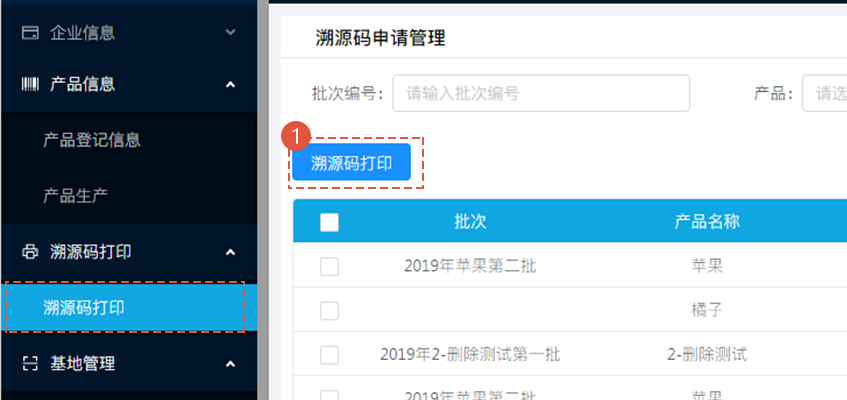 企业信息
产品信息
产品登记信息
产品生产
溯源码打印
溯源码打印
基地管理
溯源码申请管理
批次编号： 请输入批次编号 产品： 请选
1
溯源码打印
批次 产品名称
2019年苹果第二批 苹果
橘子
2019年2-删除测试第一批 2-删除测试
2019年苹果第二批 苹果